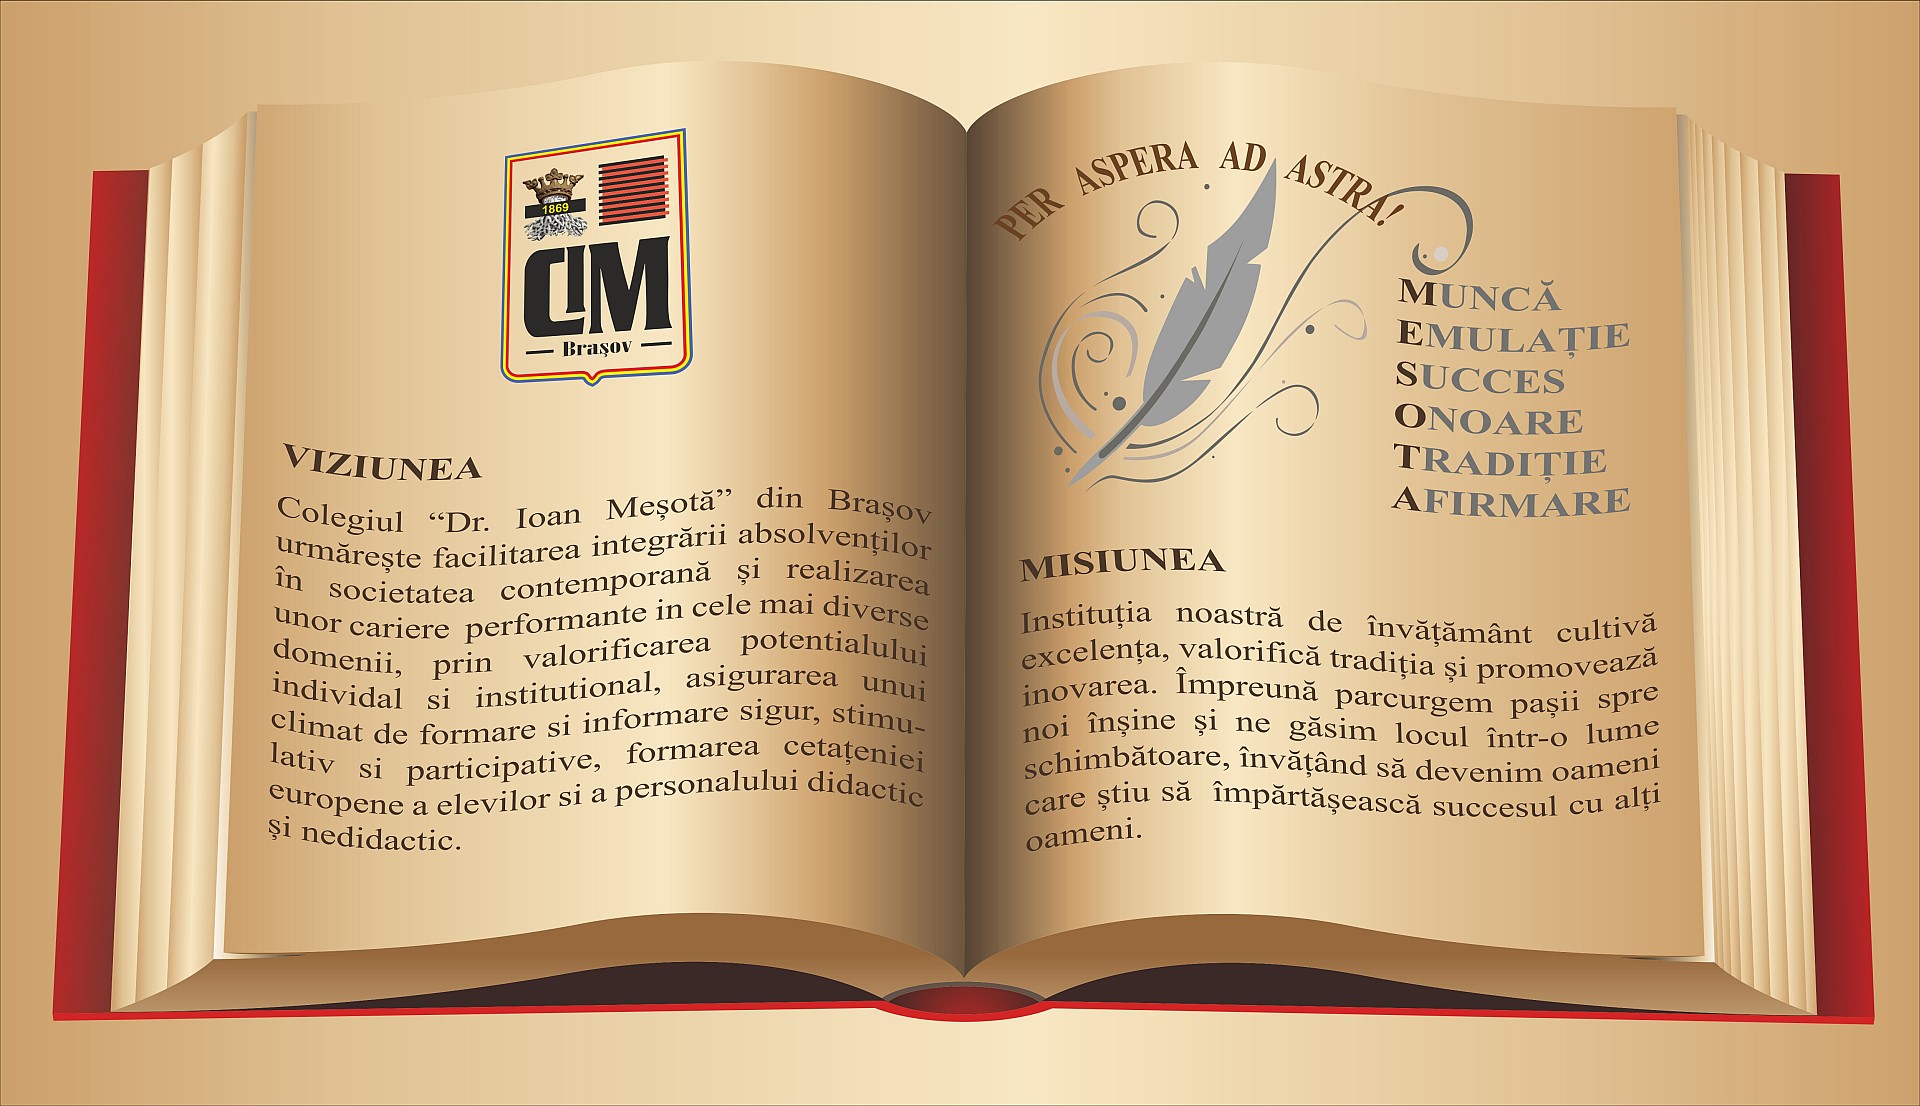 1869
CIM
Brașov
VIZIUNEA
Colegiul “Dr. Ioan Meșotă” din Brașov
urmărește facilitarea integrării absolvenților
în societatea contemporană și realizarea
unor cariere performante in cele mai diverse
domenii, prin valorificarea potentialului
individal si institutional, asigurarea unui
climat de formare si informare sigur, stimu-
lativ si participative, formarea cetațeniei
europene a elevilor si a personalului didactic
și nedidactic.
PER ASPERA AD ASTRA!
MUNCĂ
EMULAȚIE
SUCCES
ONOARE
TRADIȚIE
AFIRMARE
MISIUNEA
Instituția noastră de învățământ cultivă
excelența, valorifică tradiția și promovează
inovarea. Împreună parcurgem pașii spre
noi înșine și ne găsim locul într-o lume
schimbătoare, învățând să devenim oameni
care știu să împărtășească succesul cu alți
oameni.